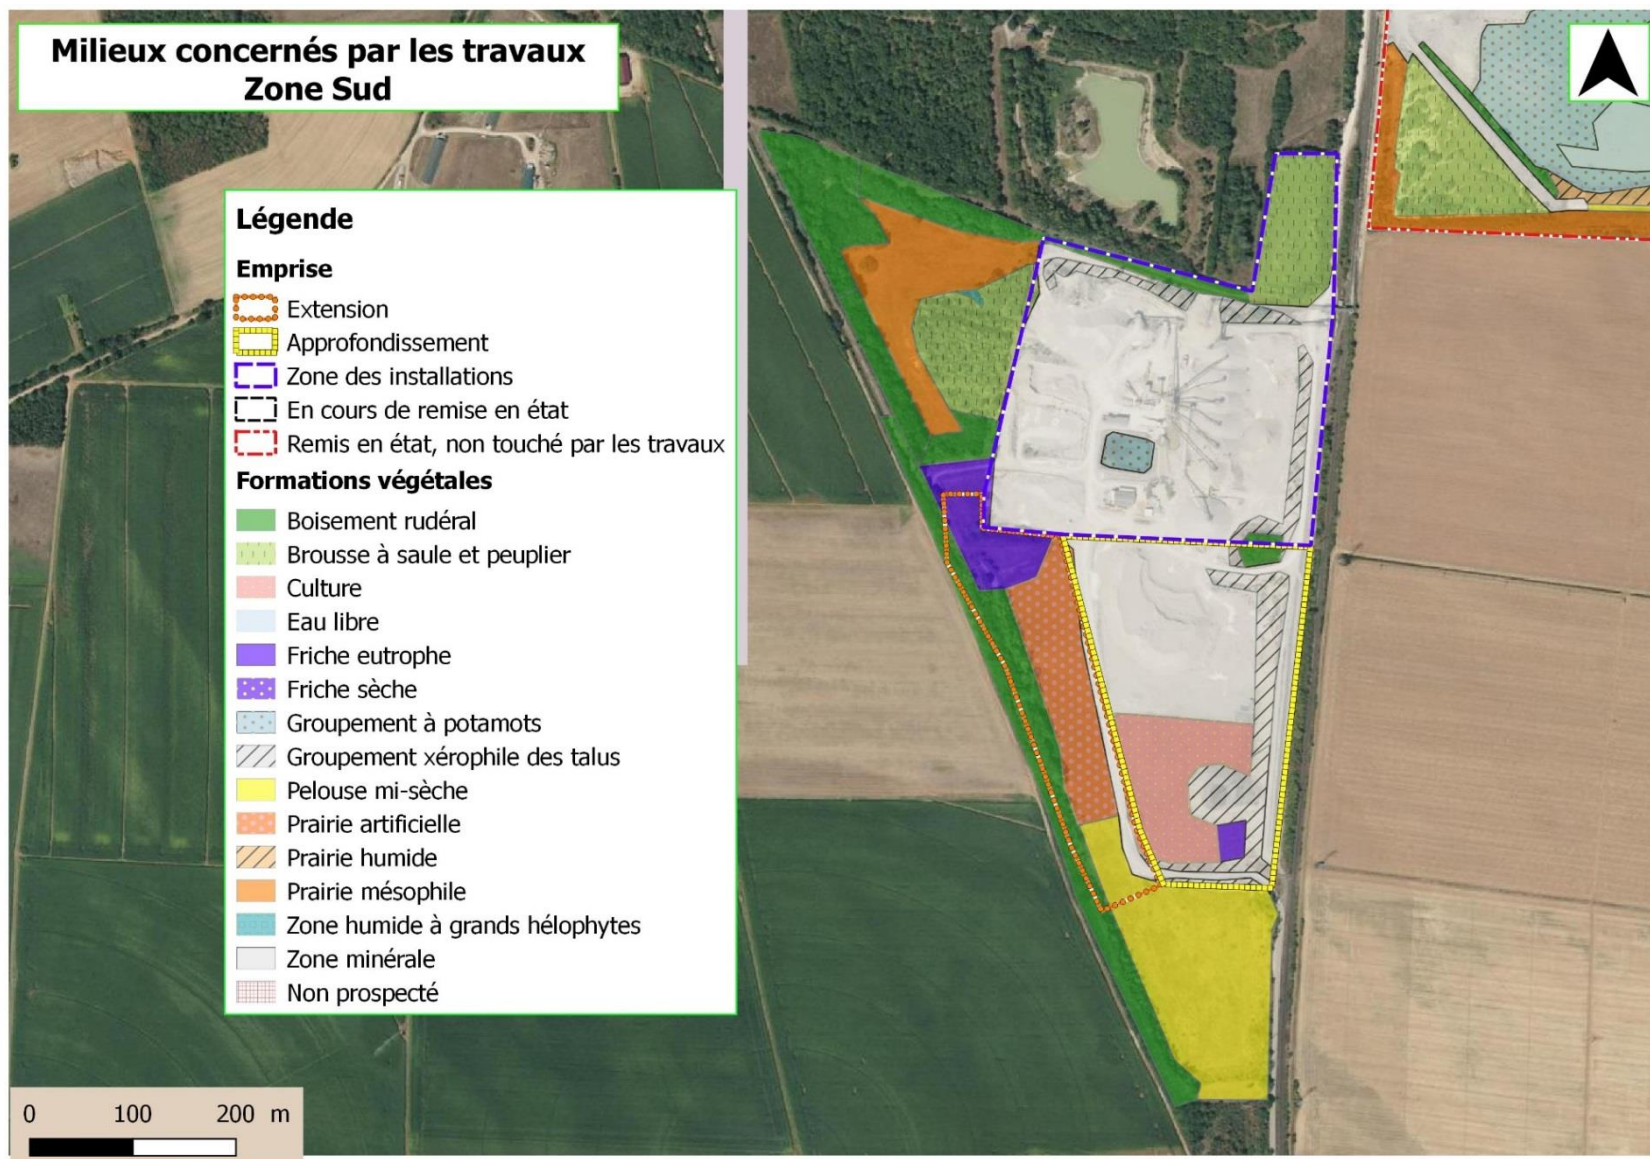 Milieux concernés par les travaux
Zone Sud
Légende
Emprise
Extension
Approfondissement
Zone des installations
En cours de remise en état
Remis en état, non touché par les travaux
Formations végétales
Boisement rudéral
Brousse à saule et peuplier
Culture
Eau libre
Friche eutrophe
Friche sèche
Groupement à potamots
Groupement xérophile des talus
Pelouse mi-sèche
Prairie artificielle
Prairie humide
Prairie mésophile
Zone humide à grands hélophytes
Zone minérale
Non prospecté
0 100 200 m